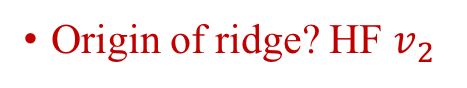 • Origin of ridge? HF v₂